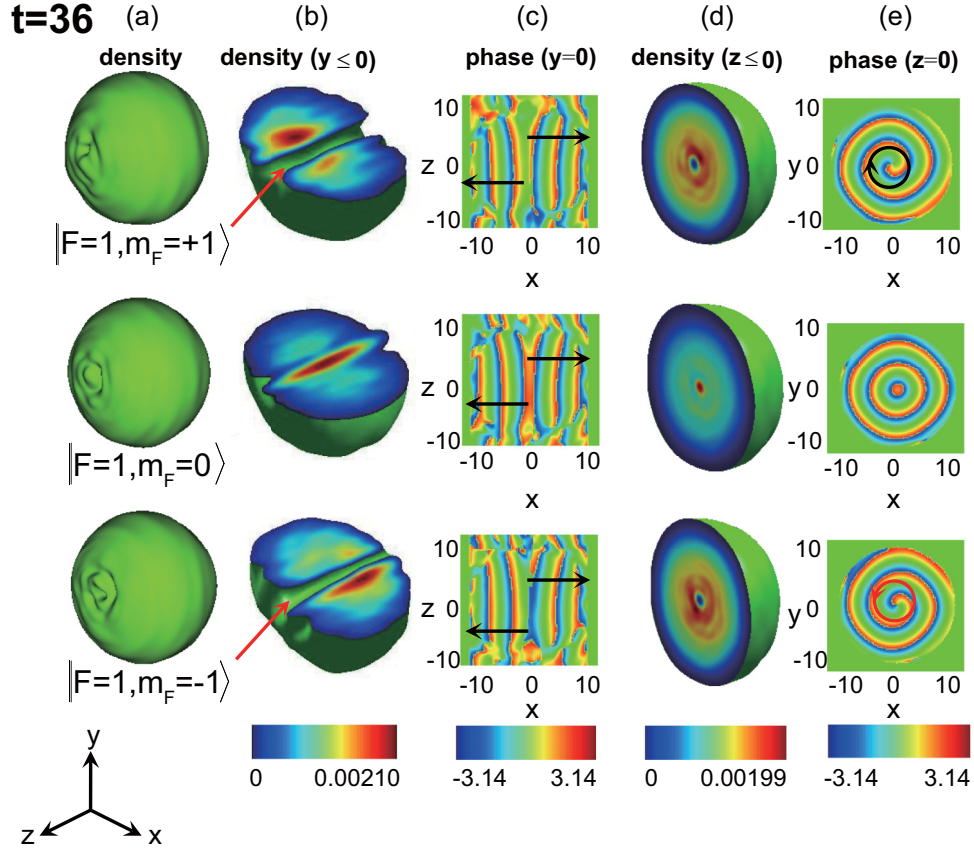 t=36 (a) (b) (c) (d) (e)
density density (y ≤ 0) phase (y=0) density (z≤0) phase (z=0)
10 z 0 -10
-10 0 10
x
y 10 0 -10
-10 0 10
x
|F=1,m_F=+1⟩
10 z 0 -10
-10 0 10
x
y 10 0 -10
-10 0 10
x
|F=1,m_F=0⟩
10 z 0 -10
-10 0 10
x
y 10 0 -10
-10 0 10
x
|F=1,m_F=-1⟩
0 0.00210 -3.14 3.14 0 0.00199 -3.14 3.14
y
z x